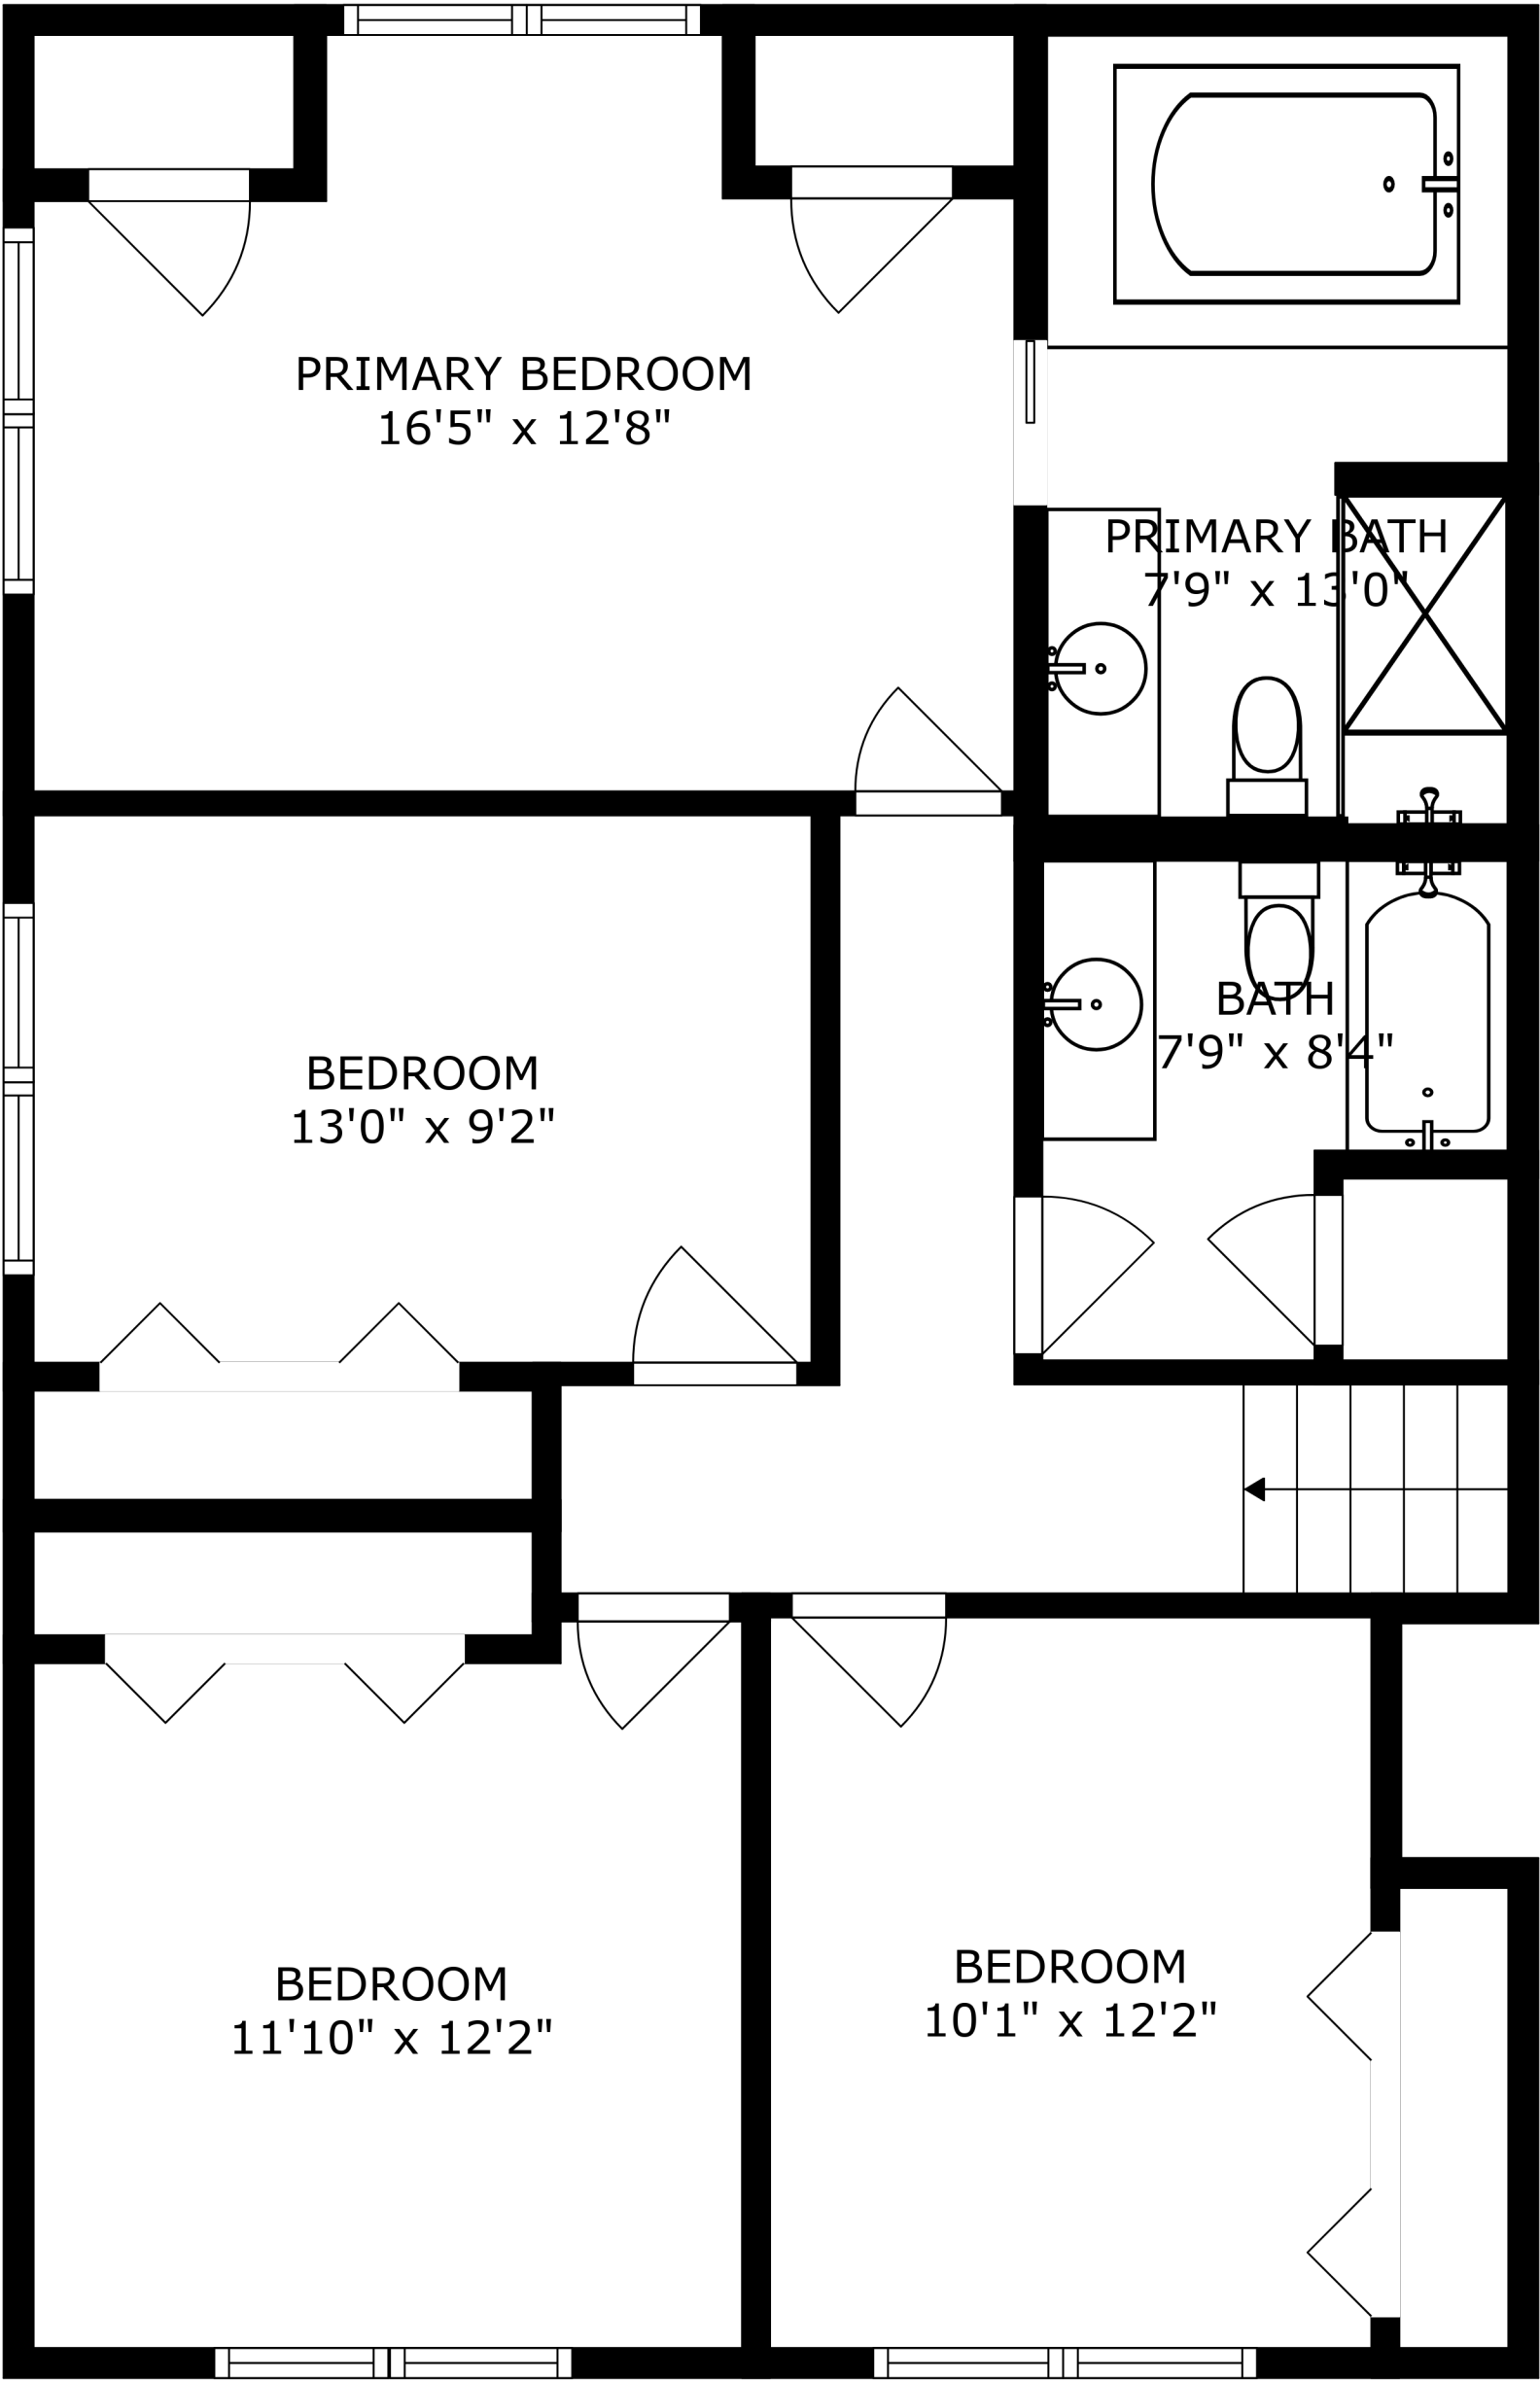 PRIMARY BEDROOM
16'5" x 12'8"
PRIMARY BATH
7'9" x 13'0"
BATH
7'9" x 8'4"
BEDROOM
13'0" x 9'2"
BEDROOM
11'10" x 12'2"
BEDROOM
10'1" x 12'2"